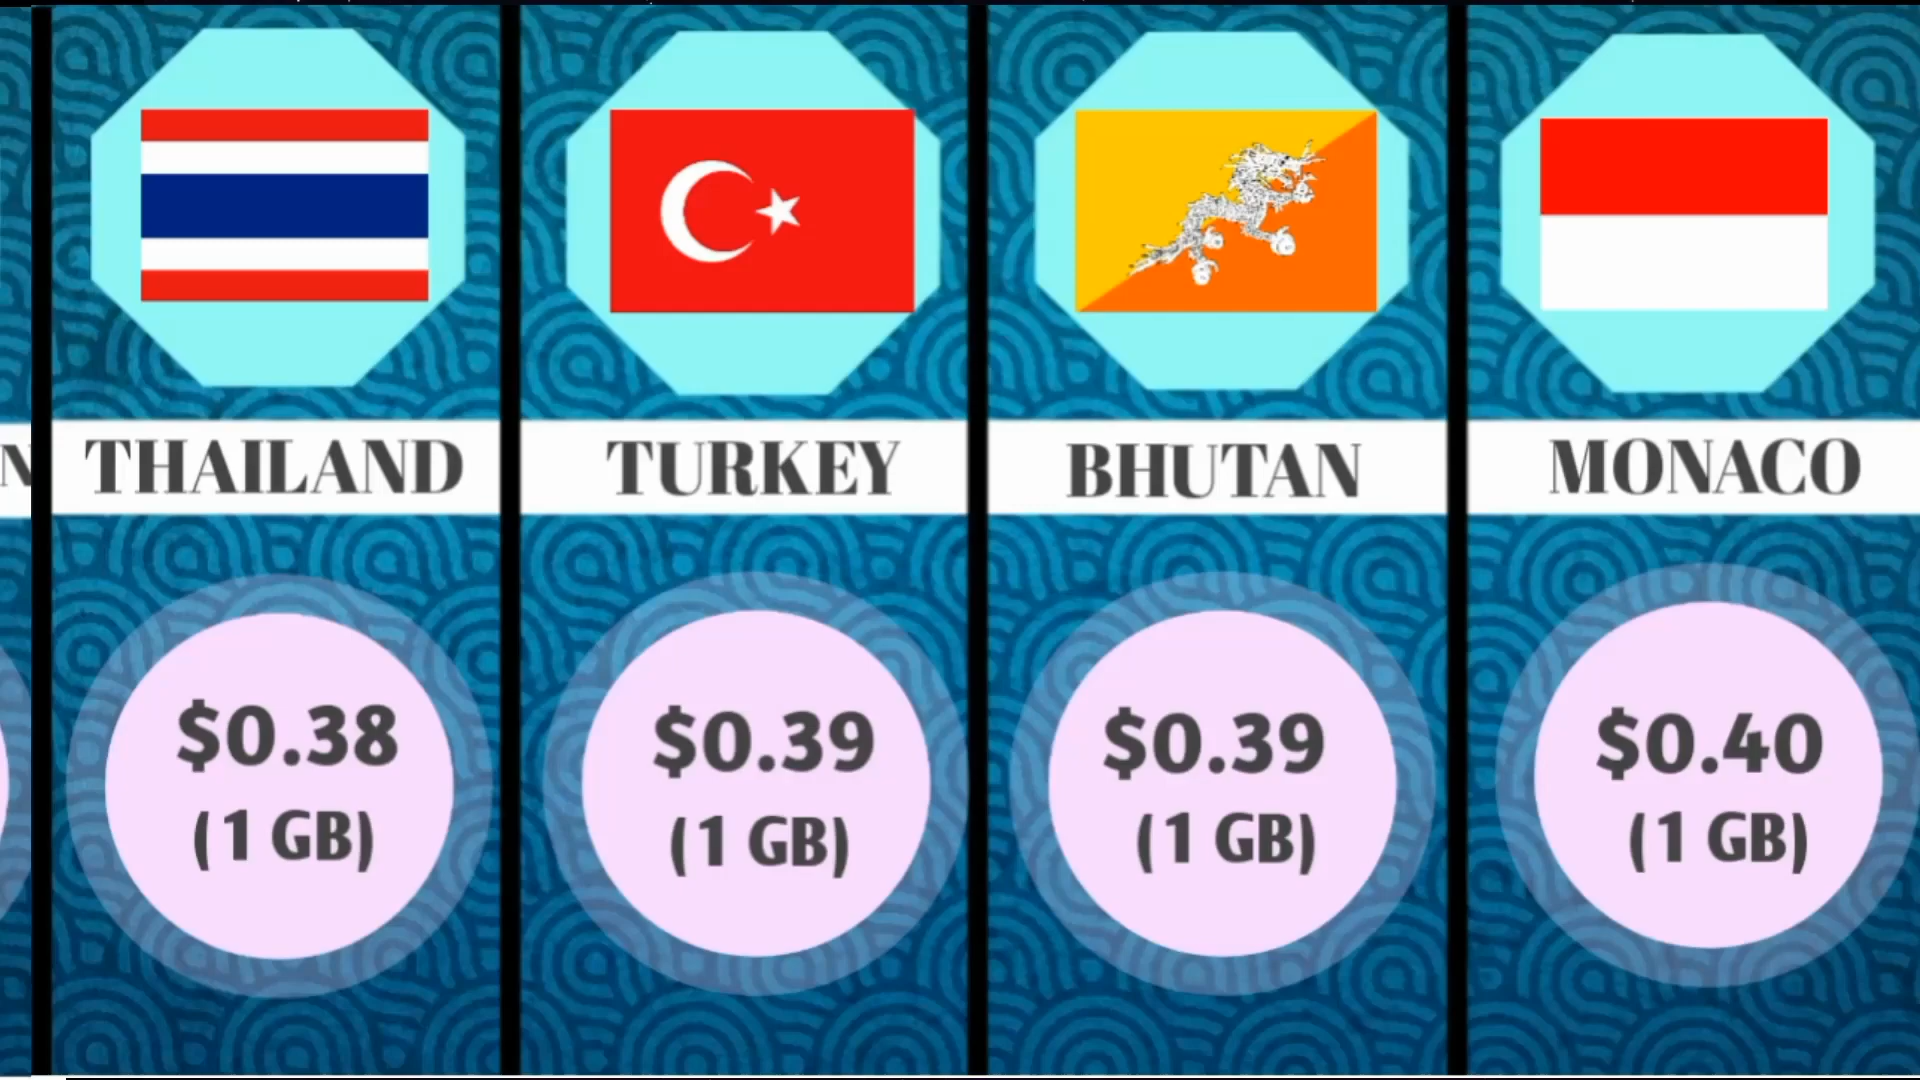 THAILAND
TURKEY
BHUTAN
MONACO
$0.38
(1 GB)
$0.39
(1 GB)
$0.39
(1 GB)
$0.40
(1 GB)